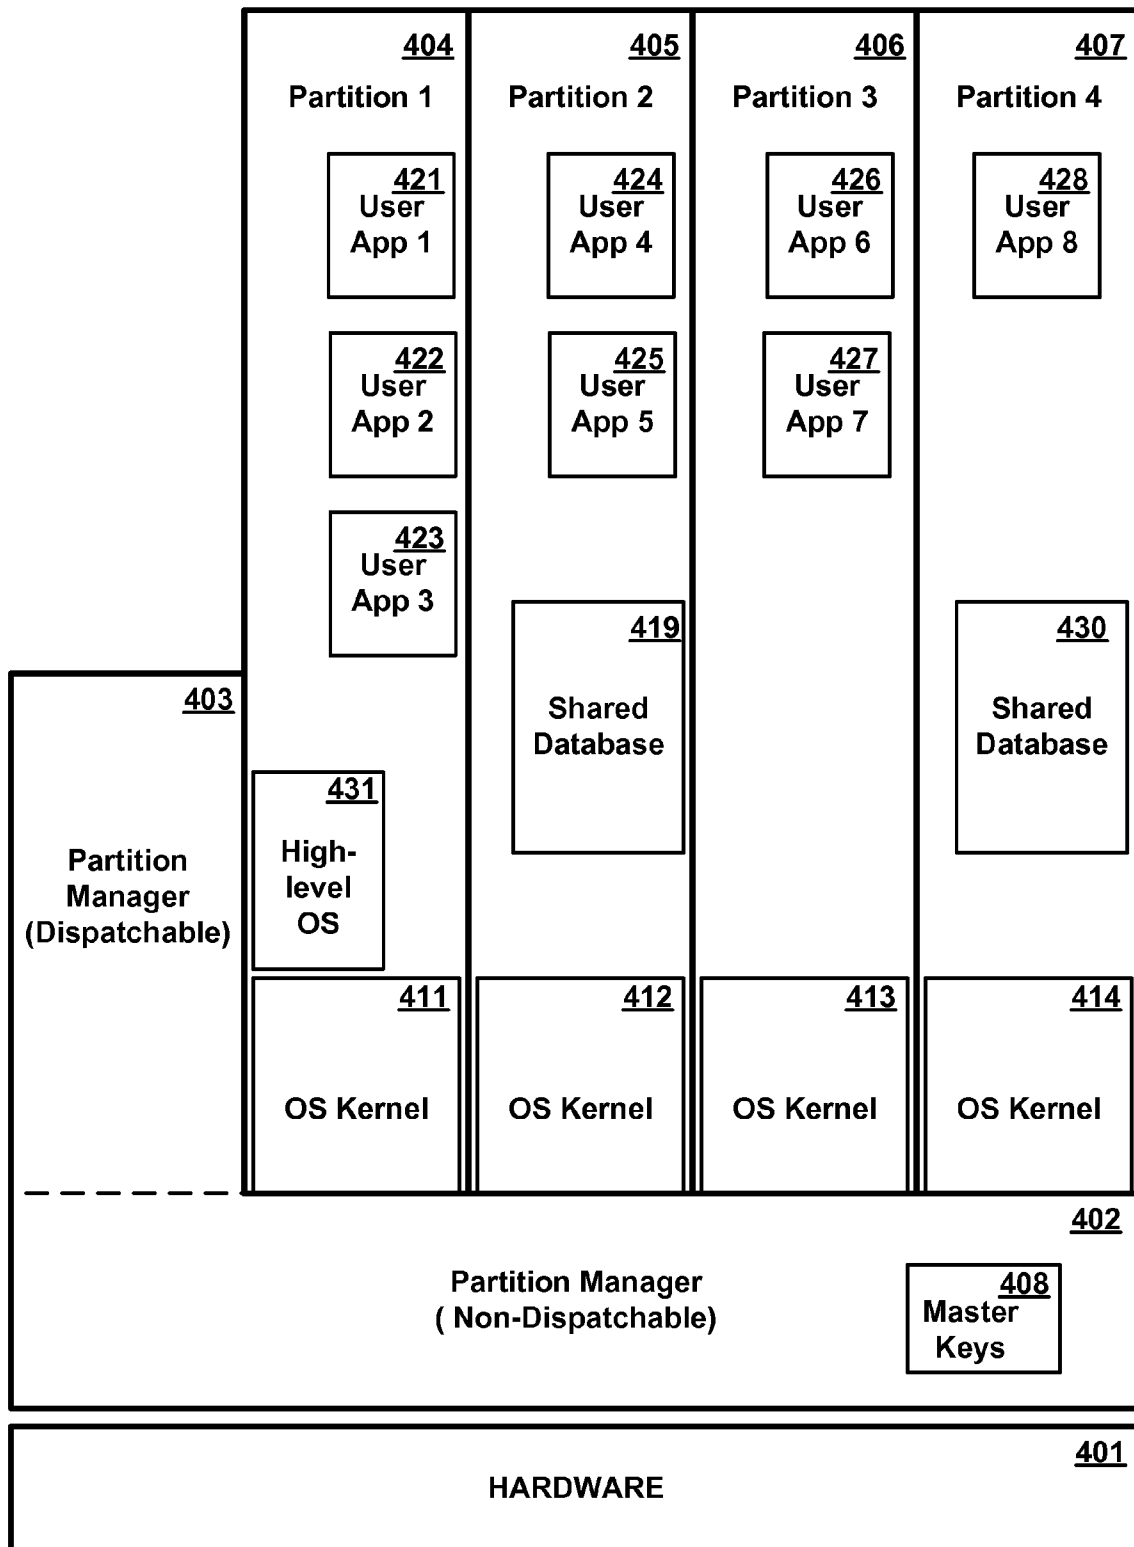 404 405 406 407
Partition 1 Partition 2 Partition 3 Partition 4
421 424 426 428
User User User User
App 1 App 4 App 6 App 8
422 425 427
User User User
App 2 App 5 App 7
423
User
App 3
419 430
403
Shared Shared
Database Database
431
High-
level
OS
Partition
Manager
(Dispatchable)
411 412 413 414
OS Kernel OS Kernel OS Kernel OS Kernel
402
Partition Manager
( Non-Dispatchable)
408
Master
Keys
401
HARDWARE